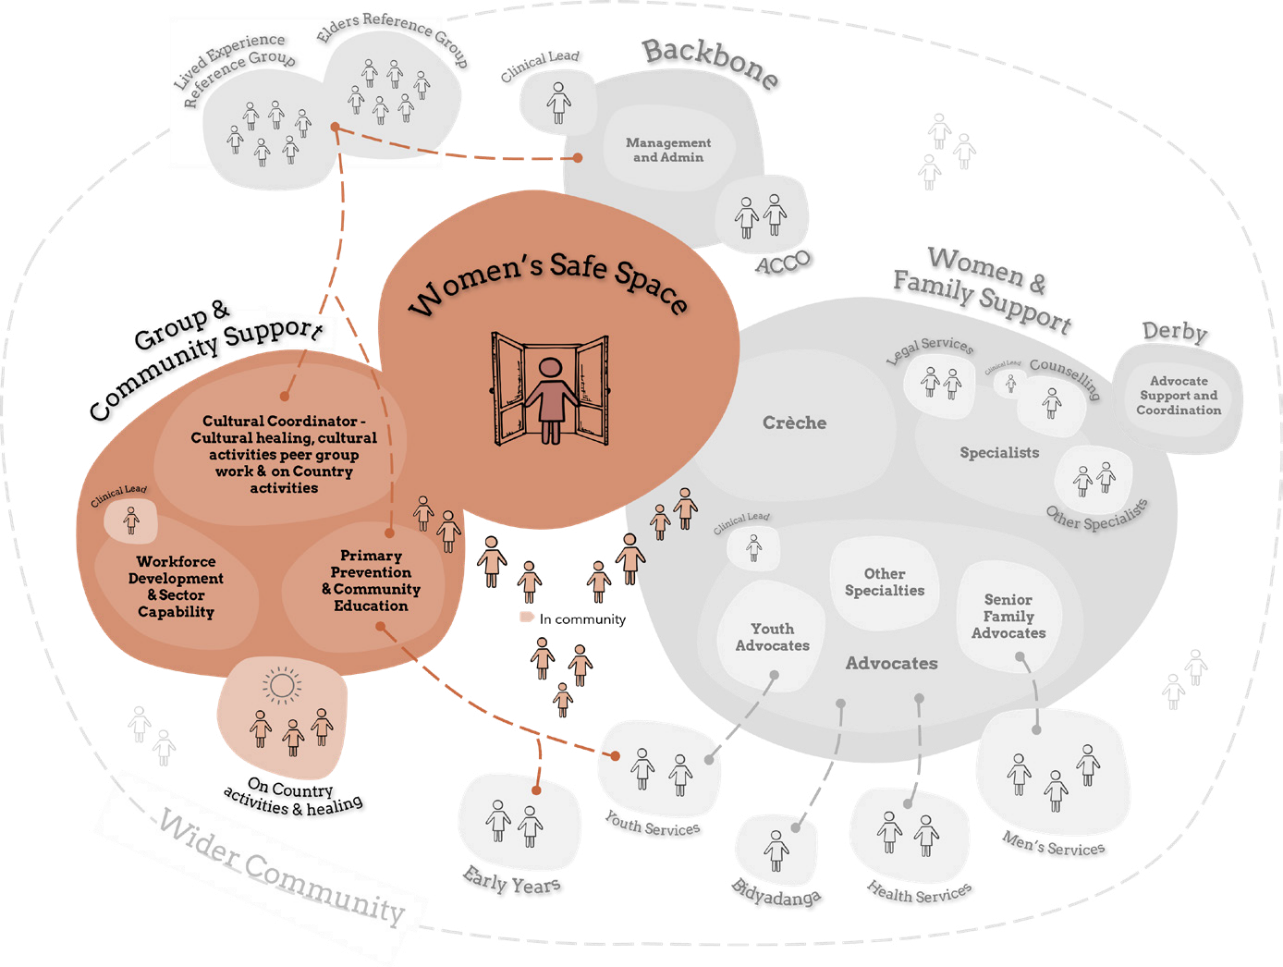 Lived Experience
Reference Group
Elders Reference Group
Clinical Lead
Backbone
Management
and Admin
ACCO
Women's Safe Space
Group &
Community Support
Cultural Coordinator -
Cultural healing, cultural
activities peer group
work & on Country
activities
Clinical Lead
Workforce
Development
& Sector
Capability
Primary
Prevention
& Community
Education
On Country
activities & healing
In community
Women &
Family Support
Crèche
Legal Services
Clinical Lead
Counselling
Specialists
Other Specialists
Derby
Advocate
Support and
Coordination
Clinical Lead
Other
Specialties
Youth
Advocates
Senior
Family
Advocates
Advocates
Early Years
Youth Services
Bidyadanga
Health Services
Men's Services
Wider Community